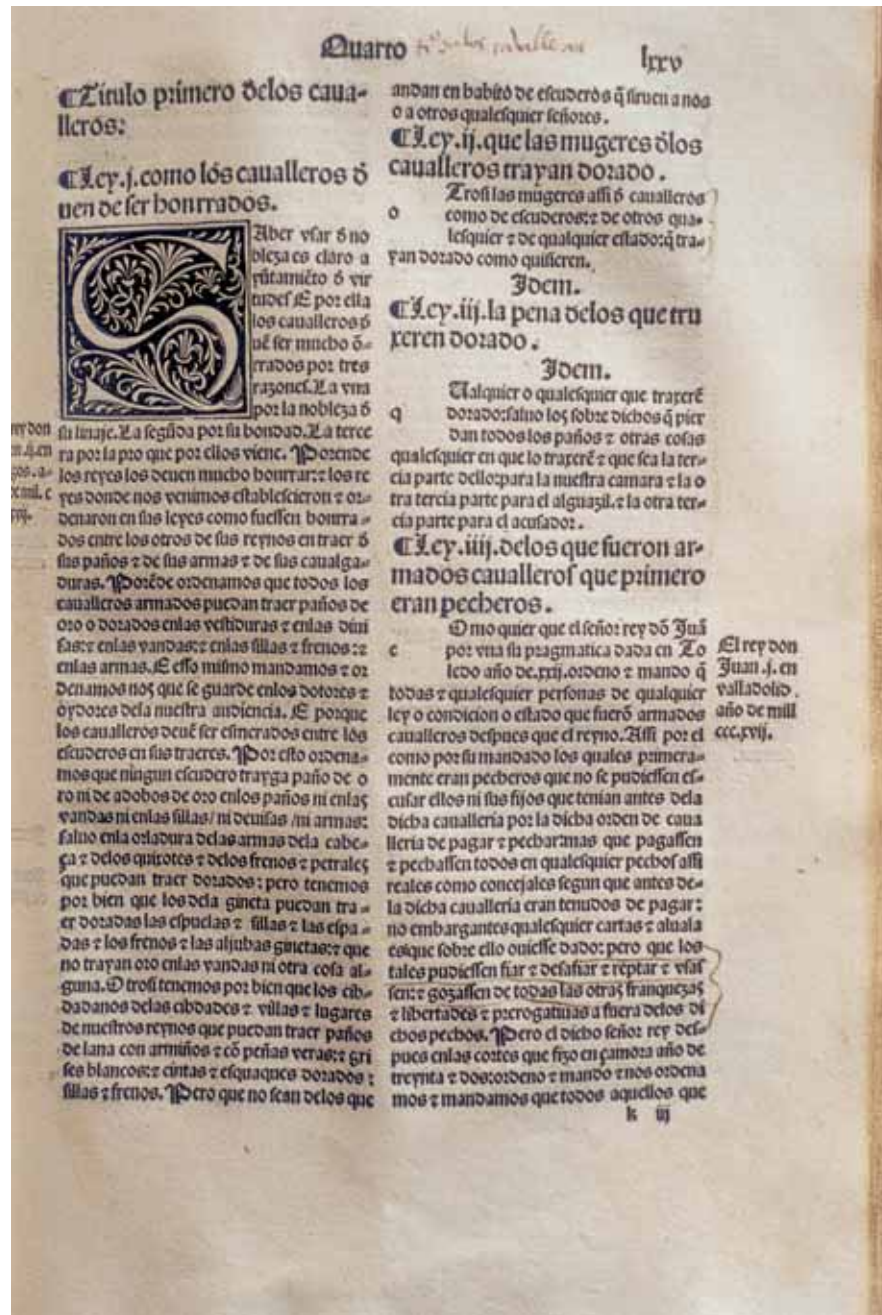 Quarto
lxxv
¶Titulo primero delos caua-
lleros:
¶Ley.j.como los caualleros đ
uen de ser honrrados.
SAber vsar đ no
bleza es claro a
yũtamiẽto đ vir
tudes E por ella
los caualleros đ
uẽ ser mucho õ-
rrados por tres
razones. La vna
por la nobleza đ
su linaje. La segũda por su bondad. La terce
ra por la pro que por ellos viene. Porende
los reyes los deuen mucho honrrar: ⁊ los re
yes donde nos venimos establescieron ⁊ or-
denaron en sus leyes como fuessen honrra-
dos entre los otros de sus reynos en traer đ
sus paños ⁊ de sus armas ⁊ de sus caualga-
duras. Porẽde ordenamos que todos los
caualleros armados puedan traer paños de
oro o dorados enlas vestiduras ⁊ enlas diui
sas: ⁊ enlas vandas: ⁊ enlas sillas ⁊ frenos: ⁊
enlas armas. E esso mismo mandamos ⁊ or
denamos nos que se guarde enlos dotores ⁊
oydores dela nuestra audiencia. E porque
los caualleros deuẽ ser esmerados entre los
escuderos en sus traeres. Por esto ordena-
mos que ningun escudero trayga paño de o
ro ni de adobos de oro enlos paños ni enlas
vandas ni enlas sillas/ni deuisas/ni armas:
saluo enla orladura delas armas dela cabe-
ça ⁊ delos quixotes ⁊ delos frenos ⁊ petrales
que puedan traer dorados: pero tenemos
por bien que los dela gineta puedan tra-
er doradas las espuelas ⁊ sillas ⁊ las espa-
das ⁊ los frenos ⁊ las aljubas ginetas: ⁊ que
no trayan oro enlas vandas ni otra cosa al-
guna. O trosi tenemos por bien que los cib-
dadanos delas cibdades ⁊ villas ⁊ lugares
de nuestros reynos que puedan traer paños
de lana con armiños ⁊ cõ peñas veras: ⁊ gri
ses blancos: ⁊ cintas ⁊ esquaques dorados:
sillas ⁊ frenos. Pero que no sean delos que
andan en habito de escuderos q̃ siruen a nos
o a otros qualesquier señores.
¶Ley.ij.que las mugeres đlos
caualleros trayan dorado.
o Trosi las mugeres assi đ caualleros
como de escuderos: ⁊ de otros qua-
lesquier ⁊ de qualquier estado: q̃ tra-
yan dorado como quisieren.
Idem.
¶Ley.iij.la pena delos que tru
xeren dorado.
Idem.
q Ualquier o qualesquier que traxerẽ
dorado: saluo los sobre dichos q̃ pier
dan todos los paños ⁊ otras cosas
qualesquier en que lo traxerẽ ⁊ que sea la ter-
cia parte dello: para la nuestra camara ⁊ la o
tra tercia parte para el alguazil. ⁊ la otra ter-
cia parte para el acusador.
¶Ley.iiij.delos que fueron ar-
mados caualleros que primero
eran pecheros.
c Omo quier que el señor rey dõ Juã
por vna su pragmatica dada en To
ledo año de.xxij.ordeno ⁊ mando q̃
todas ⁊ qualesquier personas de qualquier
ley o condicion o estado que fuerõ armados
caualleros despues que el reyno. Assi por el
como por su mandado los quales primera-
mente eran pecheros que no se pudiessen es-
cusar ellos ni sus fijos que tenian antes dela
dicha caualleria por la dicha orden de caua
lleria de pagar ⁊ pechar: mas que pagassen
⁊ pechassen todos en qualesquier pechos assi
reales como concejales segun que antes de-
la dicha caualleria eran tenudos de pagar:
no embargantes qualesquier cartas ⁊ aluala
es que sobre ello ouiesse dado: pero que los
tales pudiessen fiar ⁊ desafiar ⁊ reptar ⁊ vsas
sen: ⁊ gozassen de todas las otras franquezas
⁊ libertades ⁊ prerogatiuas a fuera delos di
chos pechos. Pero el dicho señor rey des-
pues enlas cortes que fizo en çamora año de
treynta ⁊ dos: ordeno ⁊ mando ⁊ nos ordena
mos ⁊ mandamos que todos aquellos que
k iij
El rey don
Juan .j. en
valladolid.
año de mill
ccc.xvij.